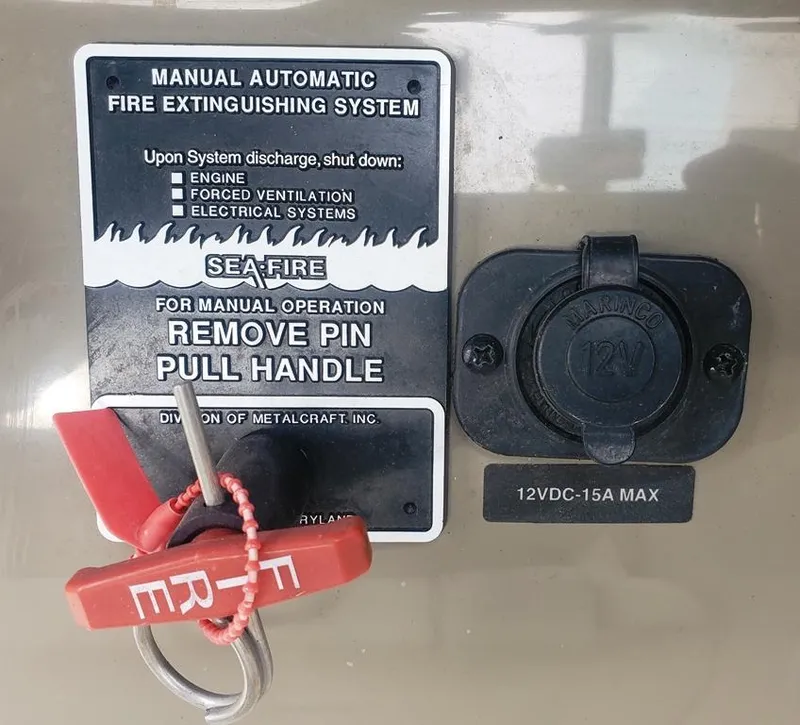 MANUAL AUTOMATIC
FIRE EXTINGUISHING SYSTEM
Upon System discharge, shut down:
ENGINE
FORCED VENTILATION
ELECTRICAL SYSTEMS
SEA-FIRE
FOR MANUAL OPERATION
REMOVE PIN
PULL HANDLE
DIVISION OF METALCRAFT, INC.
RYLAND
FIRE
MARINCO
12V
12VDC-15A MAX